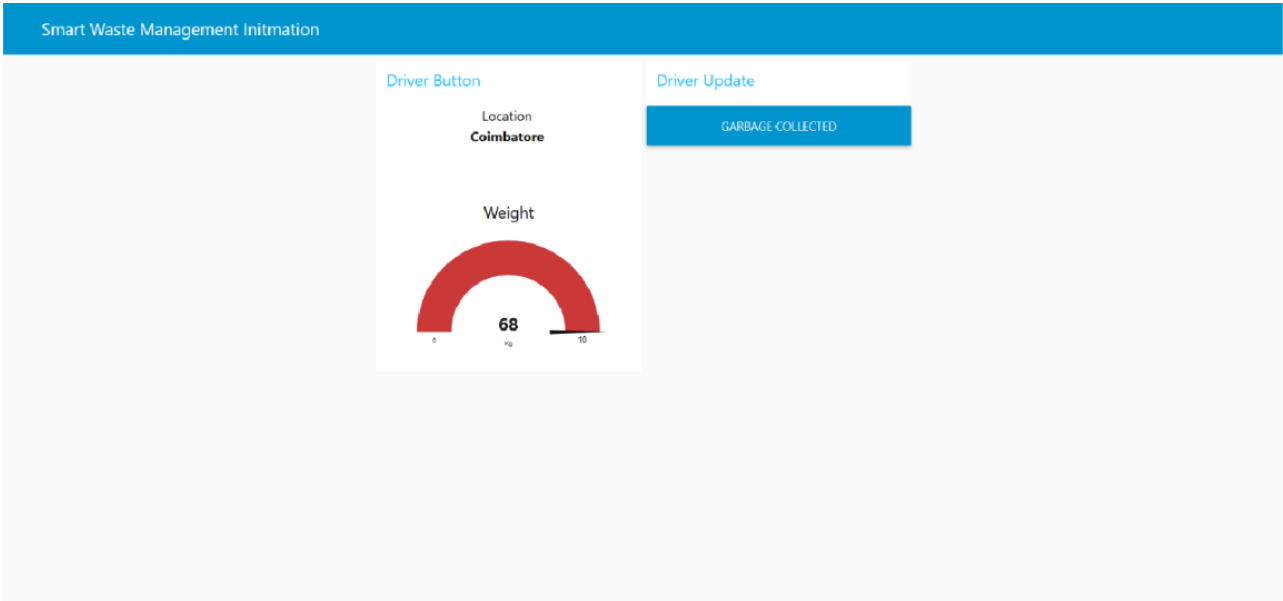 Smart Waste Management Initmation
Driver Button
Location
Coimbatore
Weight
68
Kg
0
10
Driver Update
GARBAGE COLLECTED